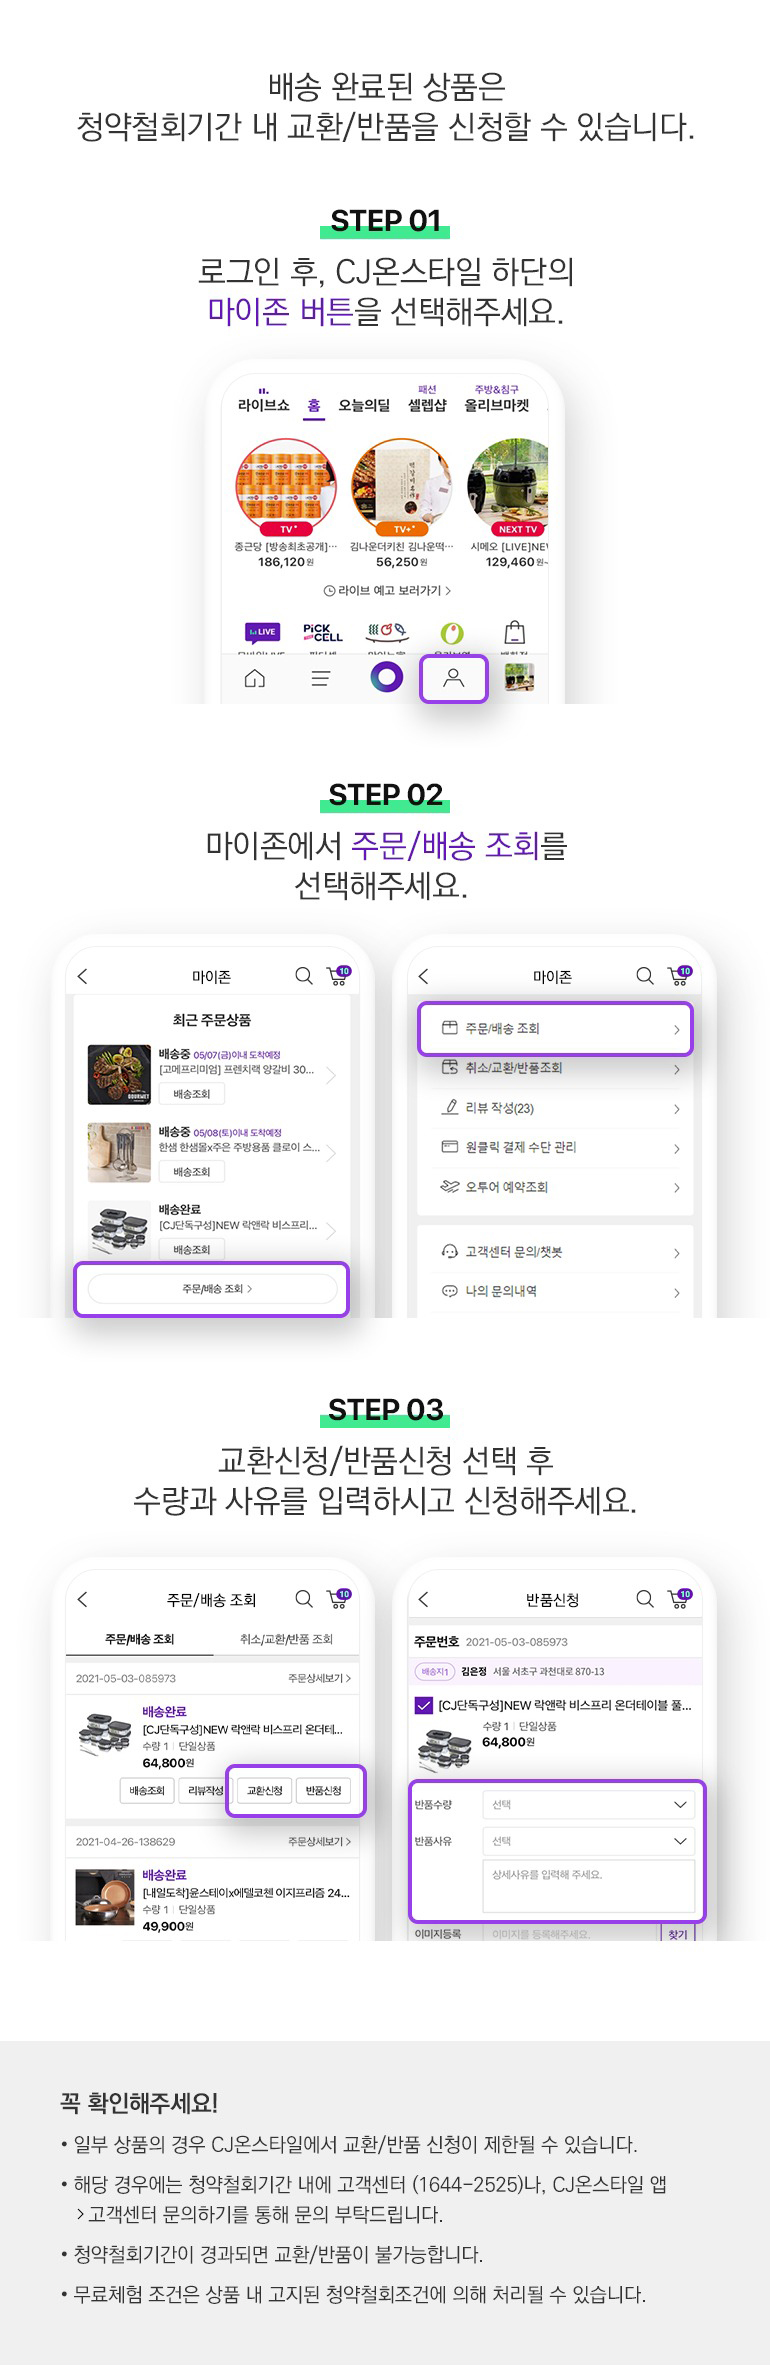 배송 완료된 상품은
청약철회기간 내 교환/반품을 신청할 수 있습니다.
STEP 01
로그인 후, CJ온스타일 하단의
마이존 버튼을 선택해주세요.
패션 주방&침구
라이브쇼 홈 오늘의딜 셀렙샵 올리브마켓
TV TV+ NEXT TV
종근당 [방송최초공개]··· 김나운더키친 김나운떡··· 시메오 [LIVE]NEV
186,120원 56,250원 129,460원~
라이브 예고 보러가기 >
LIVE PiCK CELL
STEP 02
마이존에서 주문/배송 조회를
선택해주세요.
마이존 10
최근 주문상품
배송중 05/07(금)이내 도착예정
[고메프리미엄] 프렌치랙 양갈비 30...
GOURMET
배송조회
배송중 05/08(토)이내 도착예정
한샘 한샘몰x주은 주방용품 클로이 스...
배송조회
배송완료
[CJ단독구성]NEW 락앤락 비스프리...
배송조회
주문/배송 조회 >
마이존 10
주문/배송 조회
취소/교환/반품조회
리뷰 작성(23)
원클릭 결제 수단 관리
오투어 예약조회
고객센터 문의/챗봇
나의 문의내역
STEP 03
교환신청/반품신청 선택 후
수량과 사유를 입력하시고 신청해주세요.
주문/배송 조회 10
주문/배송 조회 취소/교환/반품 조회
2021-05-03-085973 주문상세보기 >
배송완료
[CJ단독구성]NEW 락앤락 비스프리 온더테...
수량 1 | 단일상품
64,800원
배송조회 리뷰작성 교환신청 반품신청
2021-04-26-138629 주문상세보기 >
배송완료
[내일도착]윤스테이x에델코첸 이지프리즘 24...
수량 1 | 단일상품
49,900원
반품신청 10
주문번호 2021-05-03-085973
배송지1 김은정 서울 서초구 과천대로 870-13
[CJ단독구성]NEW 락앤락 비스프리 온더테이블 풀...
수량 1 | 단일상품
64,800원
반품수량 선택
반품사유 선택
상세사유를 입력해 주세요.
이미지등록 이미지를 등록해주세요. 찾기
꼭 확인해주세요!
• 일부 상품의 경우 CJ온스타일에서 교환/반품 신청이 제한될 수 있습니다.
• 해당 경우에는 청약철회기간 내에 고객센터 (1644-2525)나, CJ온스타일 앱
> 고객센터 문의하기를 통해 문의 부탁드립니다.
• 청약철회기간이 경과되면 교환/반품이 불가능합니다.
• 무료체험 조건은 상품 내 고지된 청약철회조건에 의해 처리될 수 있습니다.